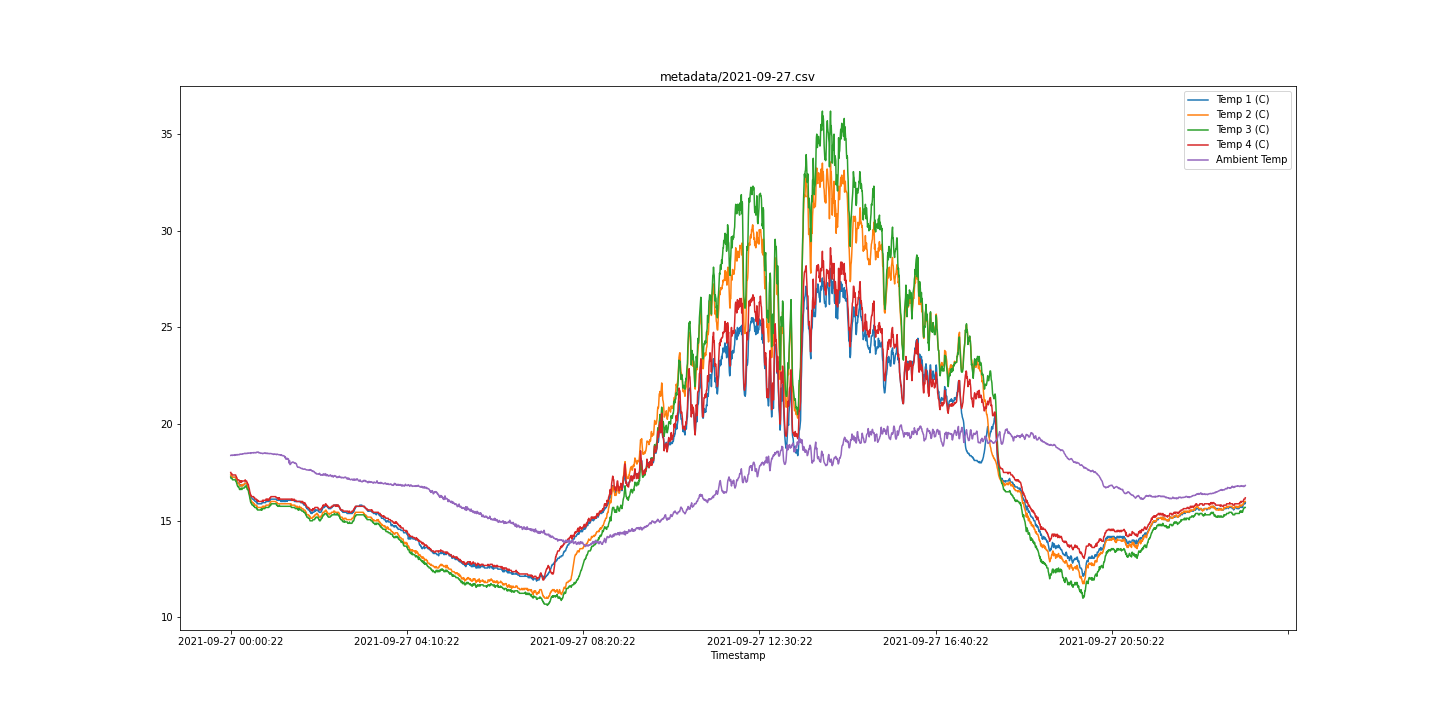 metadata/2021-09-27.csv
Temp 1 (C)
Temp 2 (C)
Temp 3 (C)
Temp 4 (C)
Ambient Temp
35
30
25
20
15
10
2021-09-27 00:00:22 2021-09-27 04:10:22 2021-09-27 08:20:22 2021-09-27 12:30:22 2021-09-27 16:40:22 2021-09-27 20:50:22
Timestamp